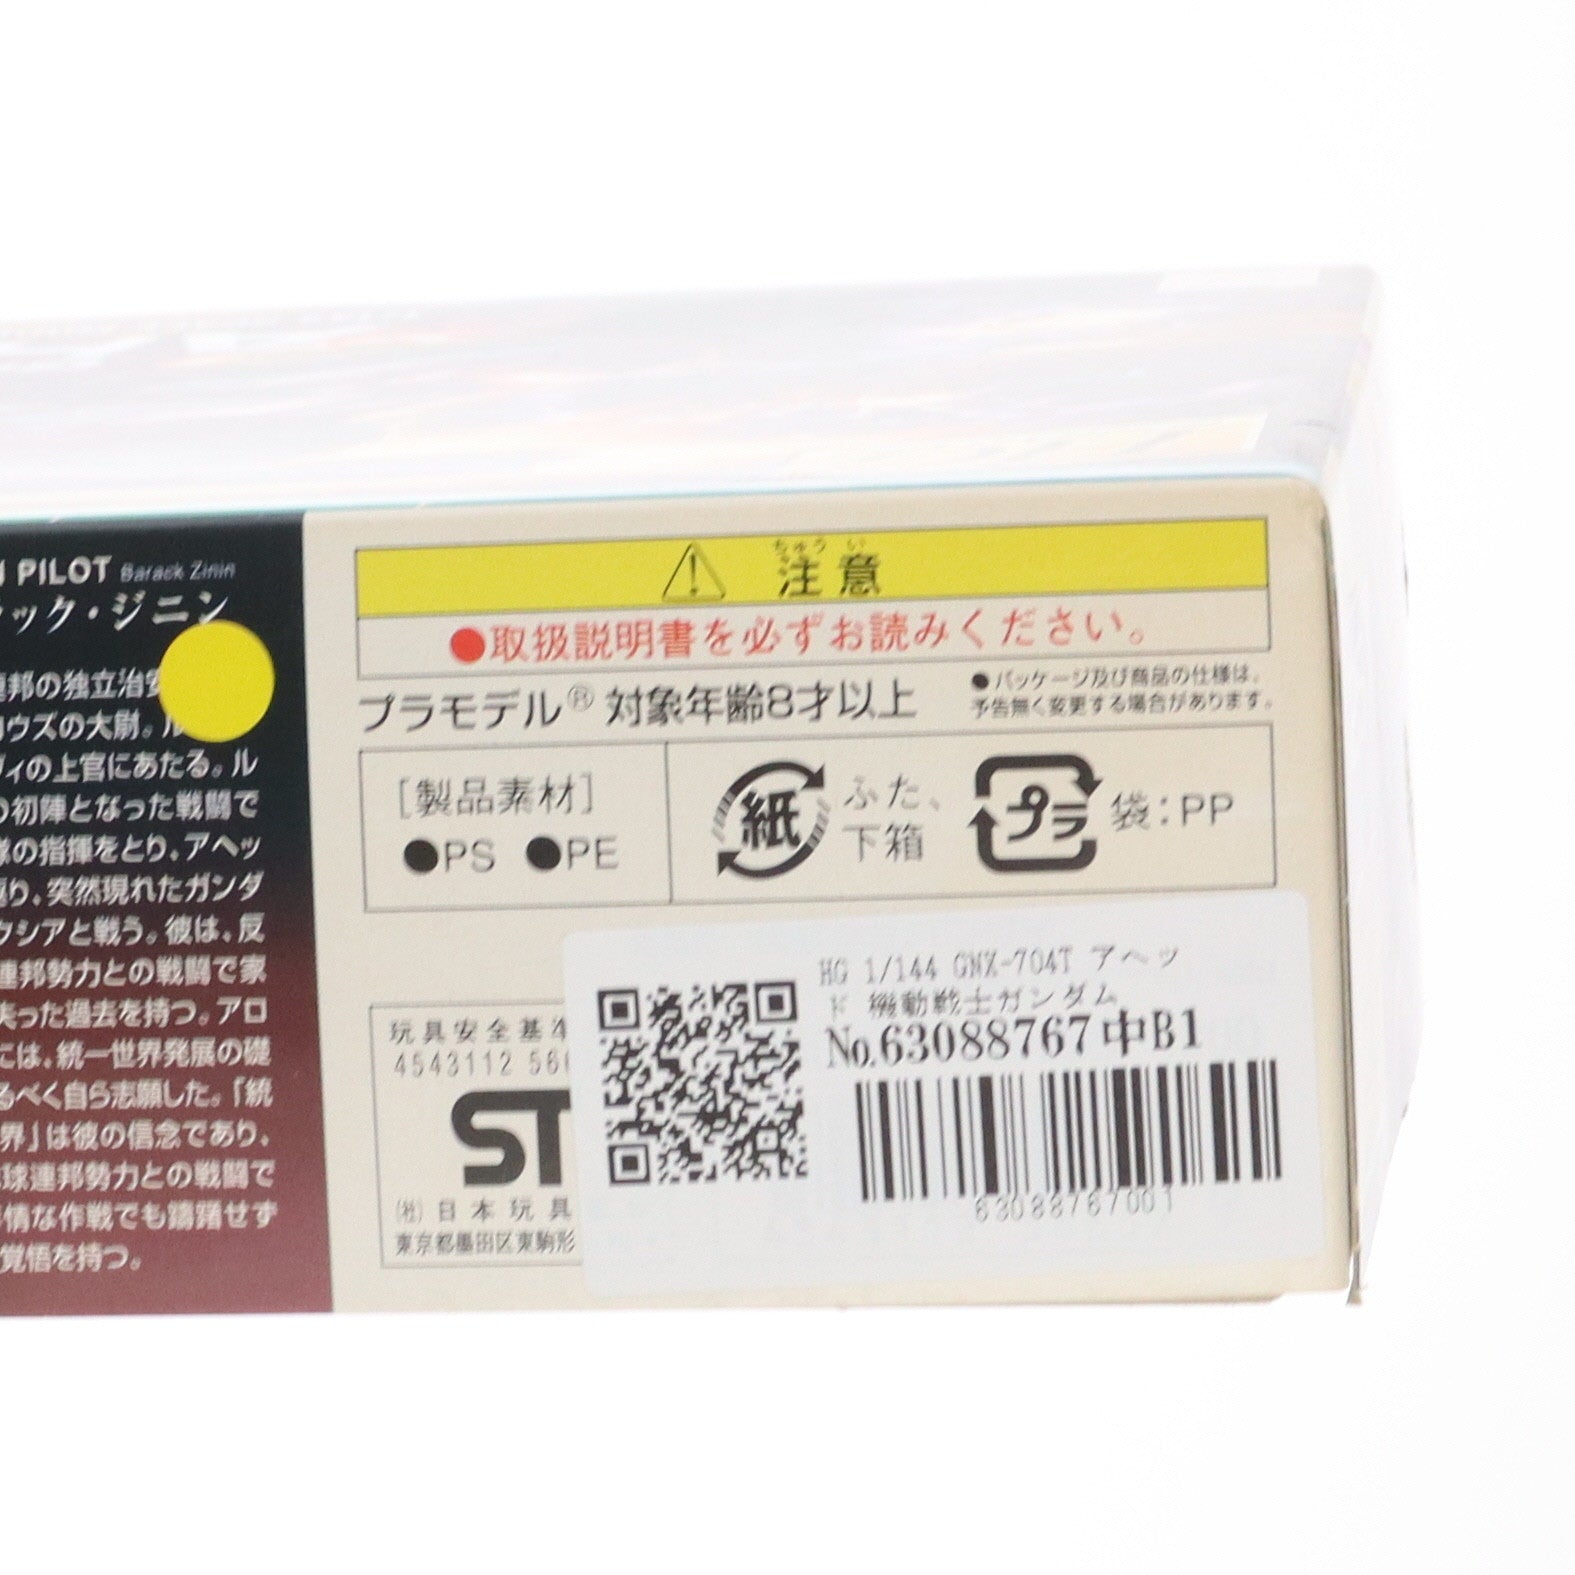 PILOT Barack Zinin
ック・ジニン
邦の独立治安
ウズの大尉。ル
ィの上官にあたる。ル
の初陣となった戦闘で
隊の指揮をとり、アヘッ
駆り、突然現れたガンダ
クシアと戦う。彼は、反
連邦勢力との戦闘で家
失った過去を持つ。アロ
には、統一世界発展の礎
るべく自ら志願した。「統
界」は彼の信念であり、
球連邦勢力との戦闘で
情な作戦でも躊躇せず
覚悟を持つ。
ちゅう い
注意
●取扱説明書を必ずお読みください。
プラモデル® 対象年齢8才以上
●パッケージ及び商品の仕様は、
予告無く変更する場合があります。
[製品素材]
●PS ●PE
紙 ふた、
下箱
プラ 袋:PP
玩具安全基準
4543112 56
ST
(社)日本玩具
東京都墨田区東駒形
HG 1/144 GNX-704T アヘッ
ド 機動戦士ガンダム
No.63088767中B1
63088767001